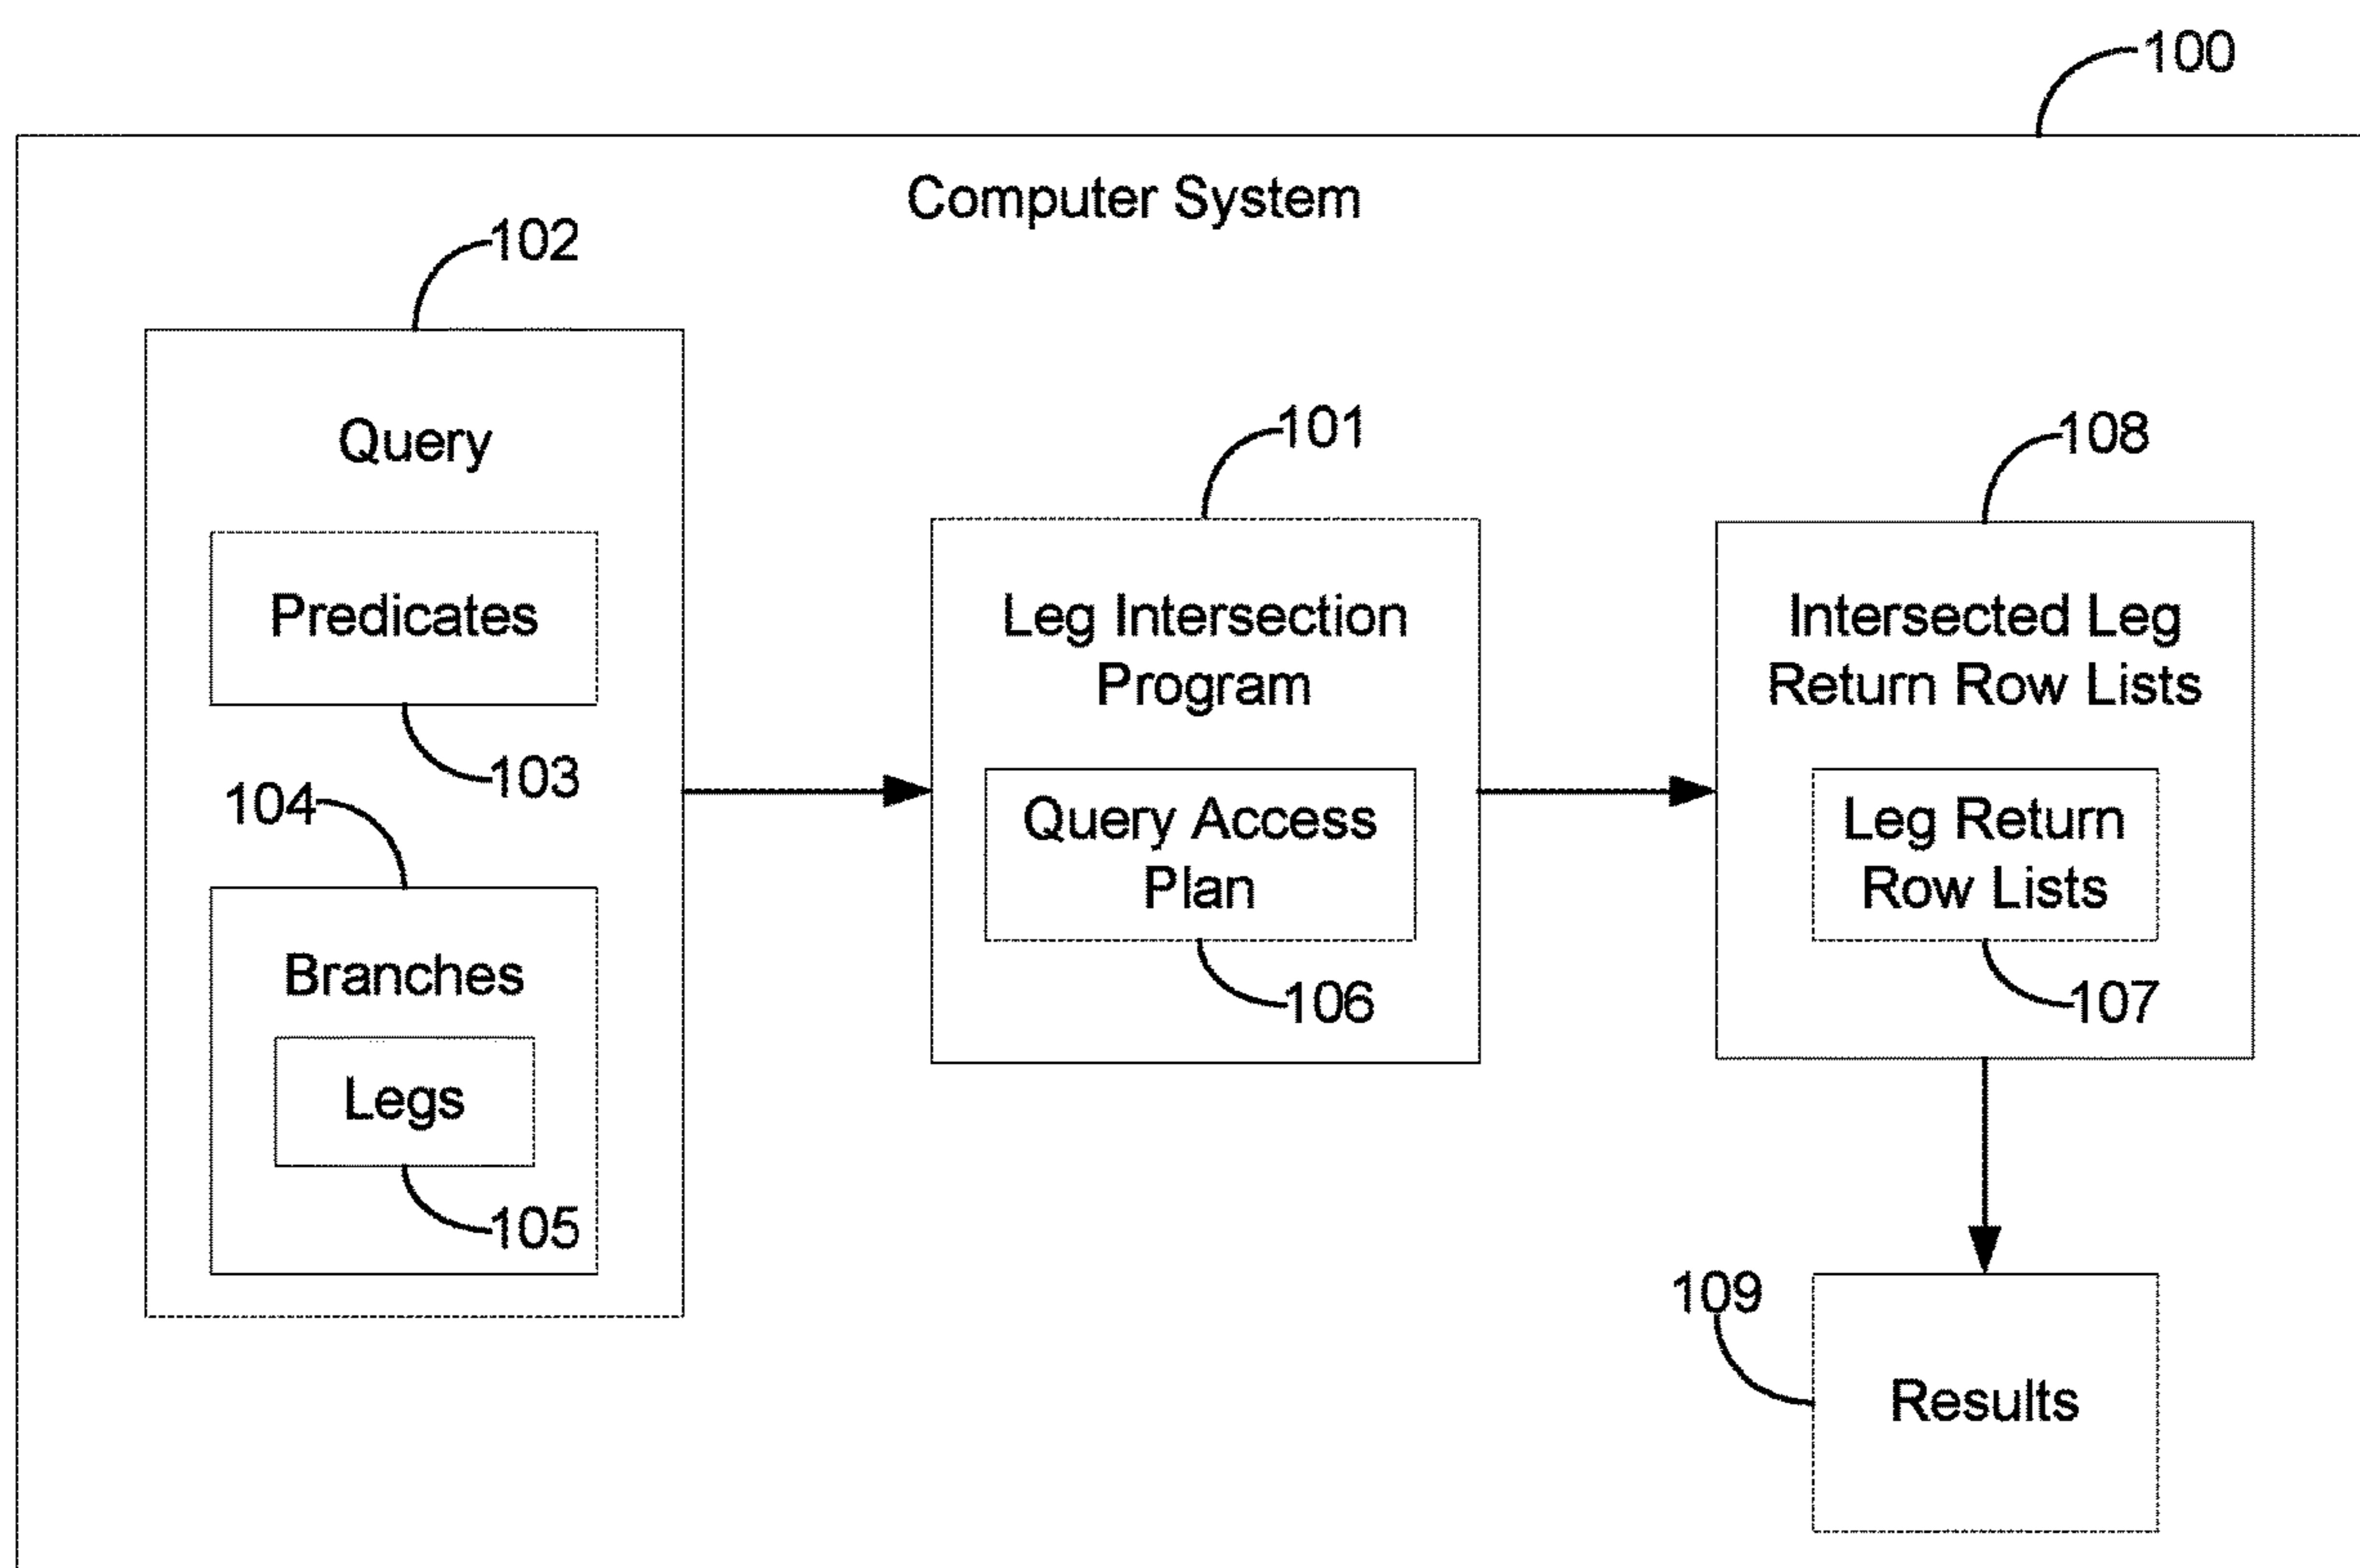 100
Computer System
102
Query
Predicates
103
104
Branches
Legs
105
101
Leg Intersection
Program
Query Access
Plan
106
108
Intersected Leg
Return Row Lists
Leg Return
Row Lists
107
109
Results